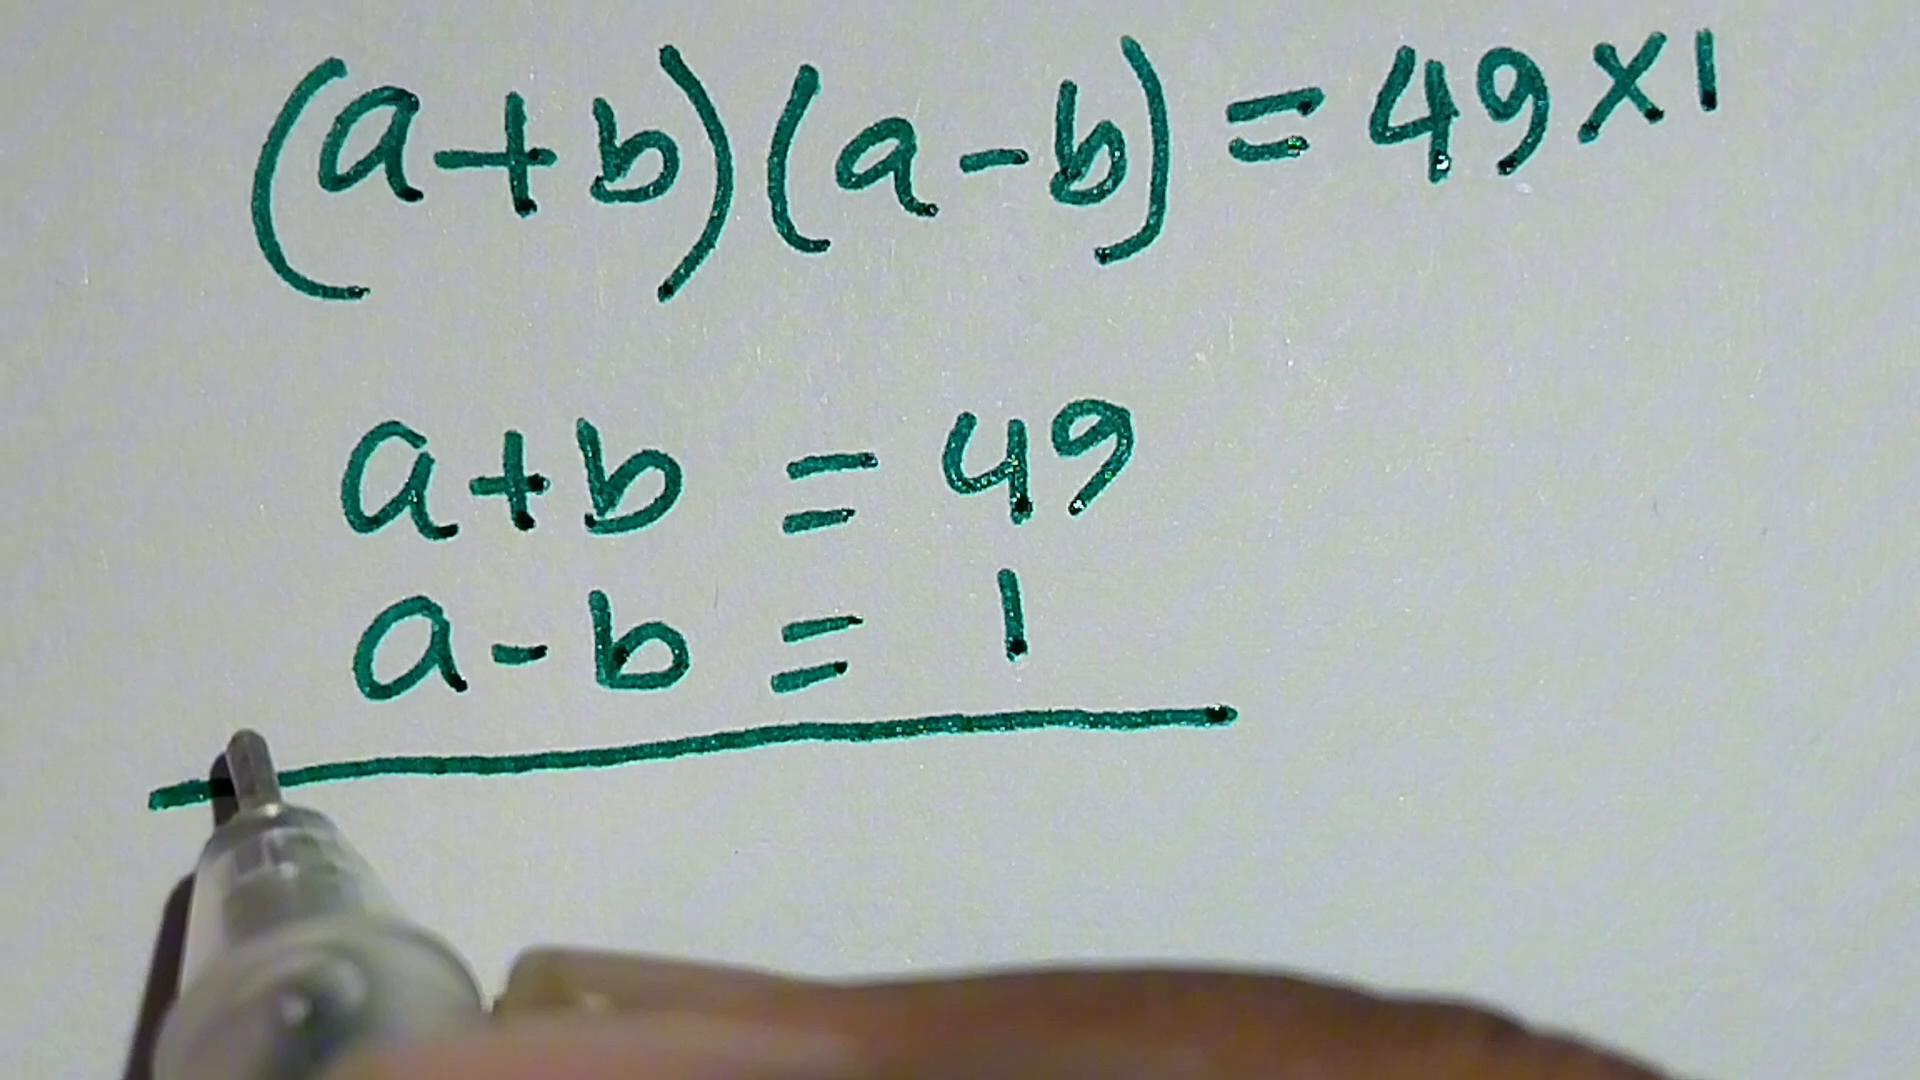 (a+b)(a-b) = 49×1
a+b = 49
a-b = 1